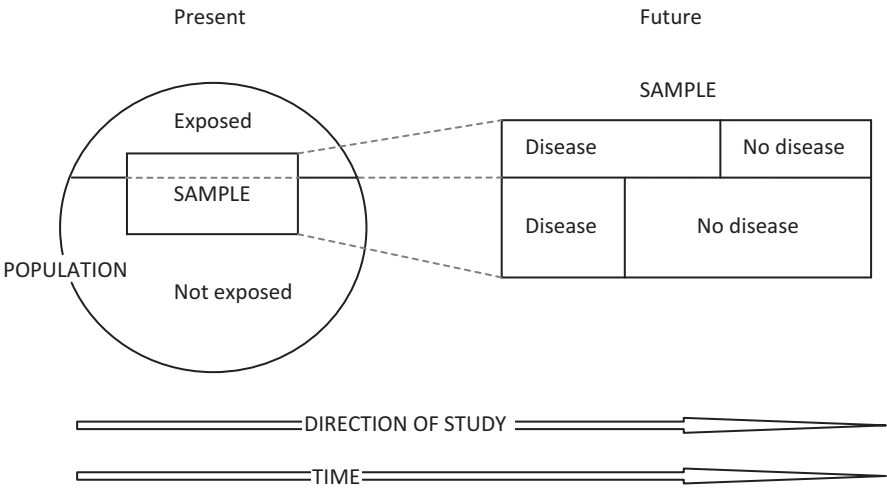 Present Future
SAMPLE
Exposed
Disease No disease
SAMPLE
Disease No disease
POPULATION
Not exposed
DIRECTION OF STUDY
TIME